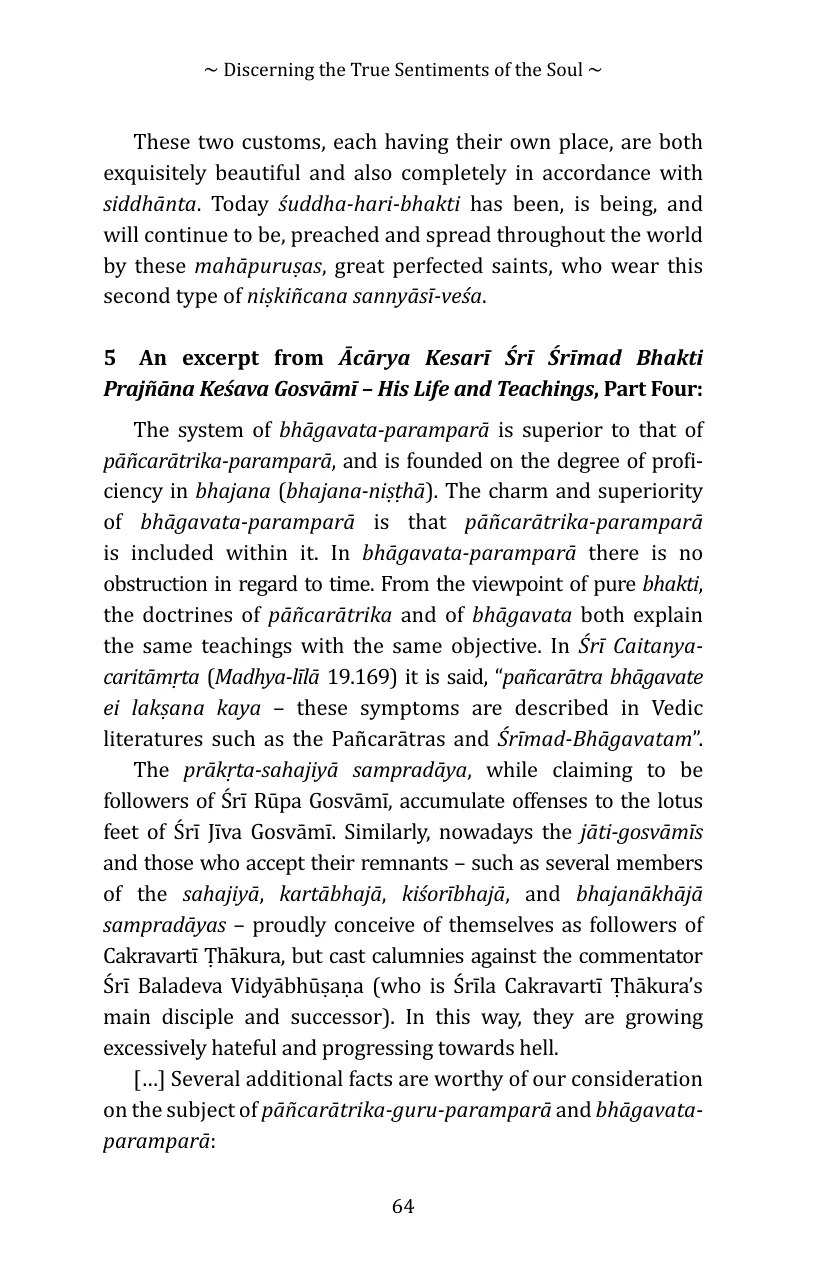 ~ Discerning the True Sentiments of the Soul ~
These two customs, each having their own place, are both
exquisitely beautiful and also completely in accordance with
siddhānta. Today śuddha-hari-bhakti has been, is being, and
will continue to be, preached and spread throughout the world
by these mahāpuruṣas, great perfected saints, who wear this
second type of niṣkiñcana sannyāsī-veśa.
5 An excerpt from Ācārya Kesarī Śrī Śrīmad Bhakti
Prajñāna Keśava Gosvāmī – His Life and Teachings, Part Four:
The system of bhāgavata-paramparā is superior to that of
pāñcarātrika-paramparā, and is founded on the degree of profi-
ciency in bhajana (bhajana-niṣṭhā). The charm and superiority
of bhāgavata-paramparā is that pāñcarātrika-paramparā
is included within it. In bhāgavata-paramparā there is no
obstruction in regard to time. From the viewpoint of pure bhakti,
the doctrines of pāñcarātrika and of bhāgavata both explain
the same teachings with the same objective. In Śrī Caitanya-
caritāmṛta (Madhya-līlā 19.169) it is said, “pañcarātra bhāgavate
ei lakṣana kaya – these symptoms are described in Vedic
literatures such as the Pañcarātras and Śrīmad-Bhāgavatam”.
The prākṛta-sahajiyā sampradāya, while claiming to be
followers of Śrī Rūpa Gosvāmī, accumulate offenses to the lotus
feet of Śrī Jīva Gosvāmī. Similarly, nowadays the jāti-gosvāmīs
and those who accept their remnants – such as several members
of the sahajiyā, kartābhajā, kiśorībhajā, and bhajanākhājā
sampradāyas – proudly conceive of themselves as followers of
Cakravartī Ṭhākura, but cast calumnies against the commentator
Śrī Baladeva Vidyābhūṣaṇa (who is Śrīla Cakravartī Ṭhākura’s
main disciple and successor). In this way, they are growing
excessively hateful and progressing towards hell.
[…] Several additional facts are worthy of our consideration
on the subject of pāñcarātrika-guru-paramparā and bhāgavata-
paramparā:
64